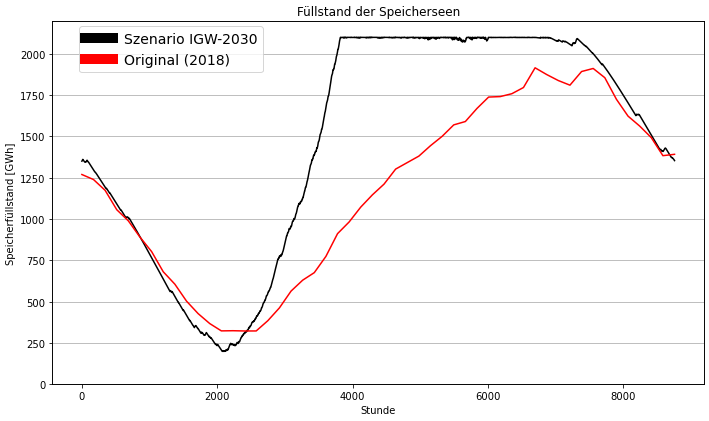 Füllstand der Speicherseen
Szenario IGW-2030
Original (2018)
Speicherfüllstand [GWh]
2000
1750
1500
1250
1000
750
500
250
0
0 2000 4000 6000 8000
Stunde